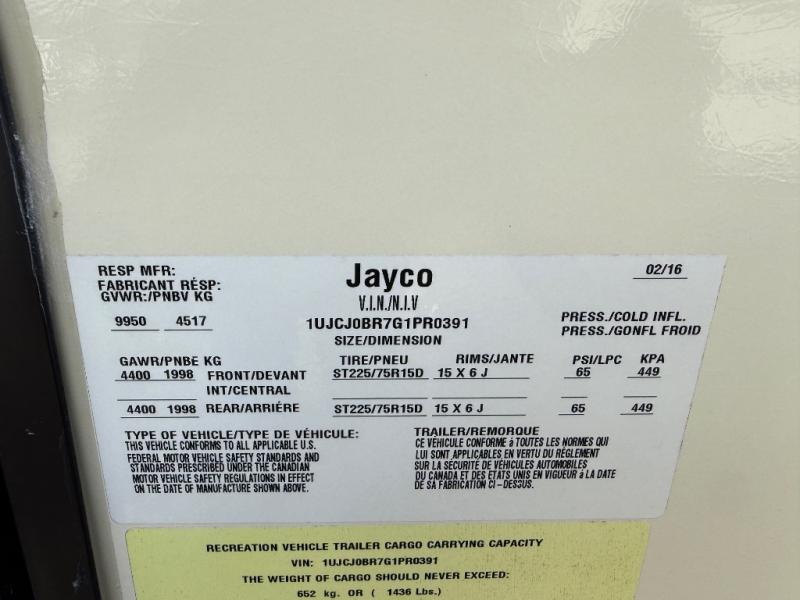 RESP MFR: Jayco 02/16
FABRICANT RÉSP:
GVWR:/PNBV KG V.I.N./N.I.V
9950 4517 1UJCJ0BR7G1PR0391 PRESS./COLD INFL.
SIZE/DIMENSION PRESS./GONFL FROID
GAWR/PNBE KG TIRE/PNEU RIMS/JANTE PSI/LPC KPA
4400 1998 FRONT/DEVANT ST225/75R15D 15 X 6 J 65 449
INT/CENTRAL
4400 1998 REAR/ARRIÉRE ST225/75R15D 15 X 6 J 65 449
TYPE OF VEHICLE/TYPE DE VÉHICULE: TRAILER/REMORQUE
THIS VEHICLE CONFORMS TO ALL APPLICABLE U.S.
FEDERAL MOTOR VEHICLE SAFETY STANDARDS AND
STANDARDS PRESCRIBED UNDER THE CANADIAN
MOTOR VEHICLE SAFETY REGULATIONS IN EFFECT
ON THE DATE OF MANUFACTURE SHOWN ABOVE.
CE VÉHICULE CONFORME à TOUTES LES NORMES QUI
LUI SONT APPLICABLES EN VERTU DU RÉGLEMENT
SUR LA SECURITE DE VÉHICULES AUTOMOBILES
DU CANADA ET DES ETATS UNIS EN VIGUEUR à LA DATE
DE SA FABRICATION CI-DESSUS.
RECREATION VEHICLE TRAILER CARGO CARRYING CAPACITY
VIN: 1UJCJ0BR7G1PR0391
THE WEIGHT OF CARGO SHOULD NEVER EXCEED:
652 kg. OR ( 1436 Lbs.)